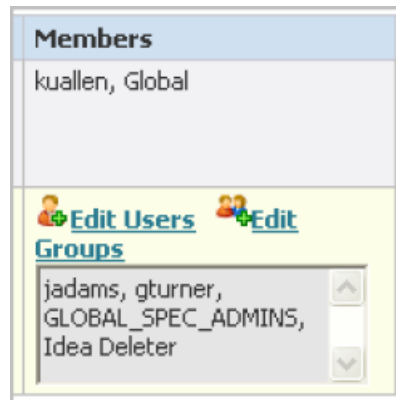 Members
kuallen, Global
Edit Users Edit
Groups
jadams, gturner,
GLOBAL_SPEC_ADMINS,
Idea Deleter